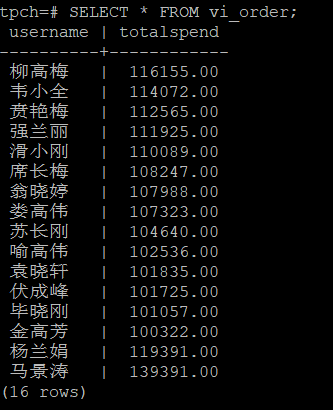 tpch=# SELECT * FROM vi_order;
username | totalspend
----------+------------
柳高梅 | 116155.00
韦小全 | 114072.00
贲艳梅 | 112565.00
强兰丽 | 111925.00
滑小刚 | 110089.00
席长梅 | 108247.00
翁晓婷 | 107988.00
娄高伟 | 107323.00
苏长刚 | 104640.00
喻高伟 | 102536.00
袁晓轩 | 101835.00
伏成峰 | 101725.00
毕晓刚 | 101057.00
金高芳 | 100322.00
杨兰娟 | 119391.00
马景涛 | 139391.00
(16 rows)